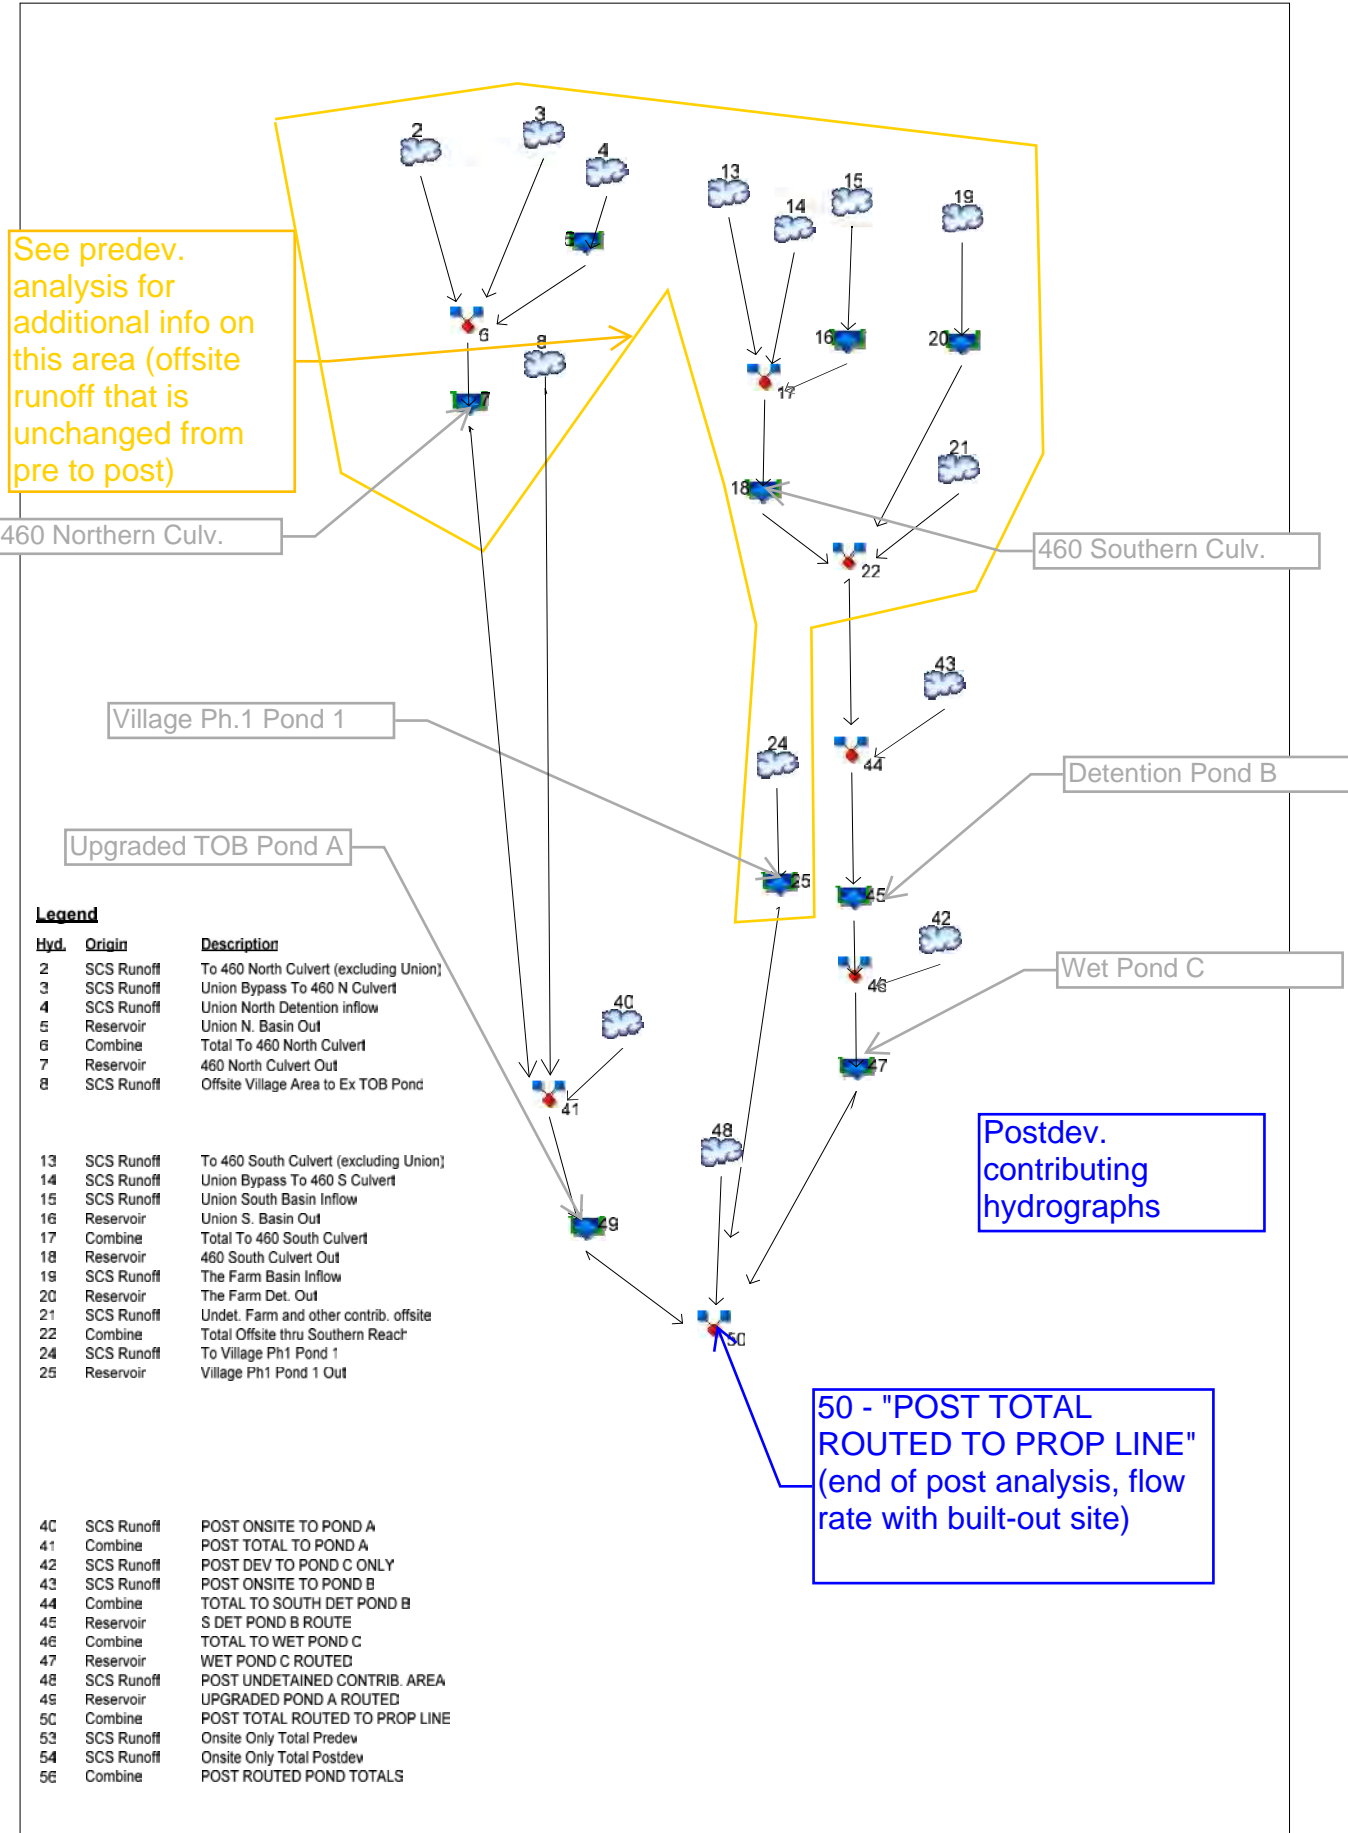 2
3
4
13
15
14
19
See predev.
analysis for
additional info on
this area (offsite
runoff that is
unchanged from
pre to post)
5
6
8
16
20
17
7
21
18
460 Northern Culv.
460 Southern Culv.
22
43
Village Ph.1 Pond 1
24
44
Detention Pond B
Upgraded TOB Pond A
25
45
42
Wet Pond C
46
40
47
41
48
Postdev.
contributing
hydrographs
49
50
50 - "POST TOTAL
ROUTED TO PROP LINE"
(end of post analysis, flow
rate with built-out site)
Legend
Hyd. Origin Description
2 SCS Runoff To 460 North Culvert (excluding Union)
3 SCS Runoff Union Bypass To 460 N Culvert
4 SCS Runoff Union North Detention inflow
5 Reservoir Union N. Basin Out
6 Combine Total To 460 North Culvert
7 Reservoir 460 North Culvert Out
8 SCS Runoff Offsite Village Area to Ex TOB Pond
13 SCS Runoff To 460 South Culvert (excluding Union)
14 SCS Runoff Union Bypass To 460 S Culvert
15 SCS Runoff Union South Basin Inflow
16 Reservoir Union S. Basin Out
17 Combine Total To 460 South Culvert
18 Reservoir 460 South Culvert Out
19 SCS Runoff The Farm Basin Inflow
20 Reservoir The Farm Det. Out
21 SCS Runoff Undet. Farm and other contrib. offsite
22 Combine Total Offsite thru Southern Reach
24 SCS Runoff To Village Ph1 Pond 1
25 Reservoir Village Ph1 Pond 1 Out
40 SCS Runoff POST ONSITE TO POND A
41 Combine POST TOTAL TO POND A
42 SCS Runoff POST DEV TO POND C ONLY
43 SCS Runoff POST ONSITE TO POND B
44 Combine TOTAL TO SOUTH DET POND B
45 Reservoir S DET POND B ROUTE
46 Combine TOTAL TO WET POND C
47 Reservoir WET POND C ROUTED
48 SCS Runoff POST UNDETAINED CONTRIB. AREA
49 Reservoir UPGRADED POND A ROUTED
50 Combine POST TOTAL ROUTED TO PROP LINE
53 SCS Runoff Onsite Only Total Predev
54 SCS Runoff Onsite Only Total Postdev
56 Combine POST ROUTED POND TOTALS